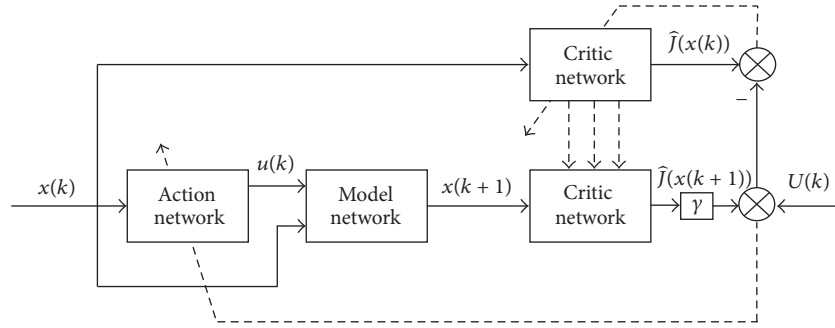 Critic
network
Ĵ(x(k))
−
x(k)
Action
network
u(k)
Model
network
x(k + 1)
Critic
network
Ĵ(x(k + 1))
γ
U(k)